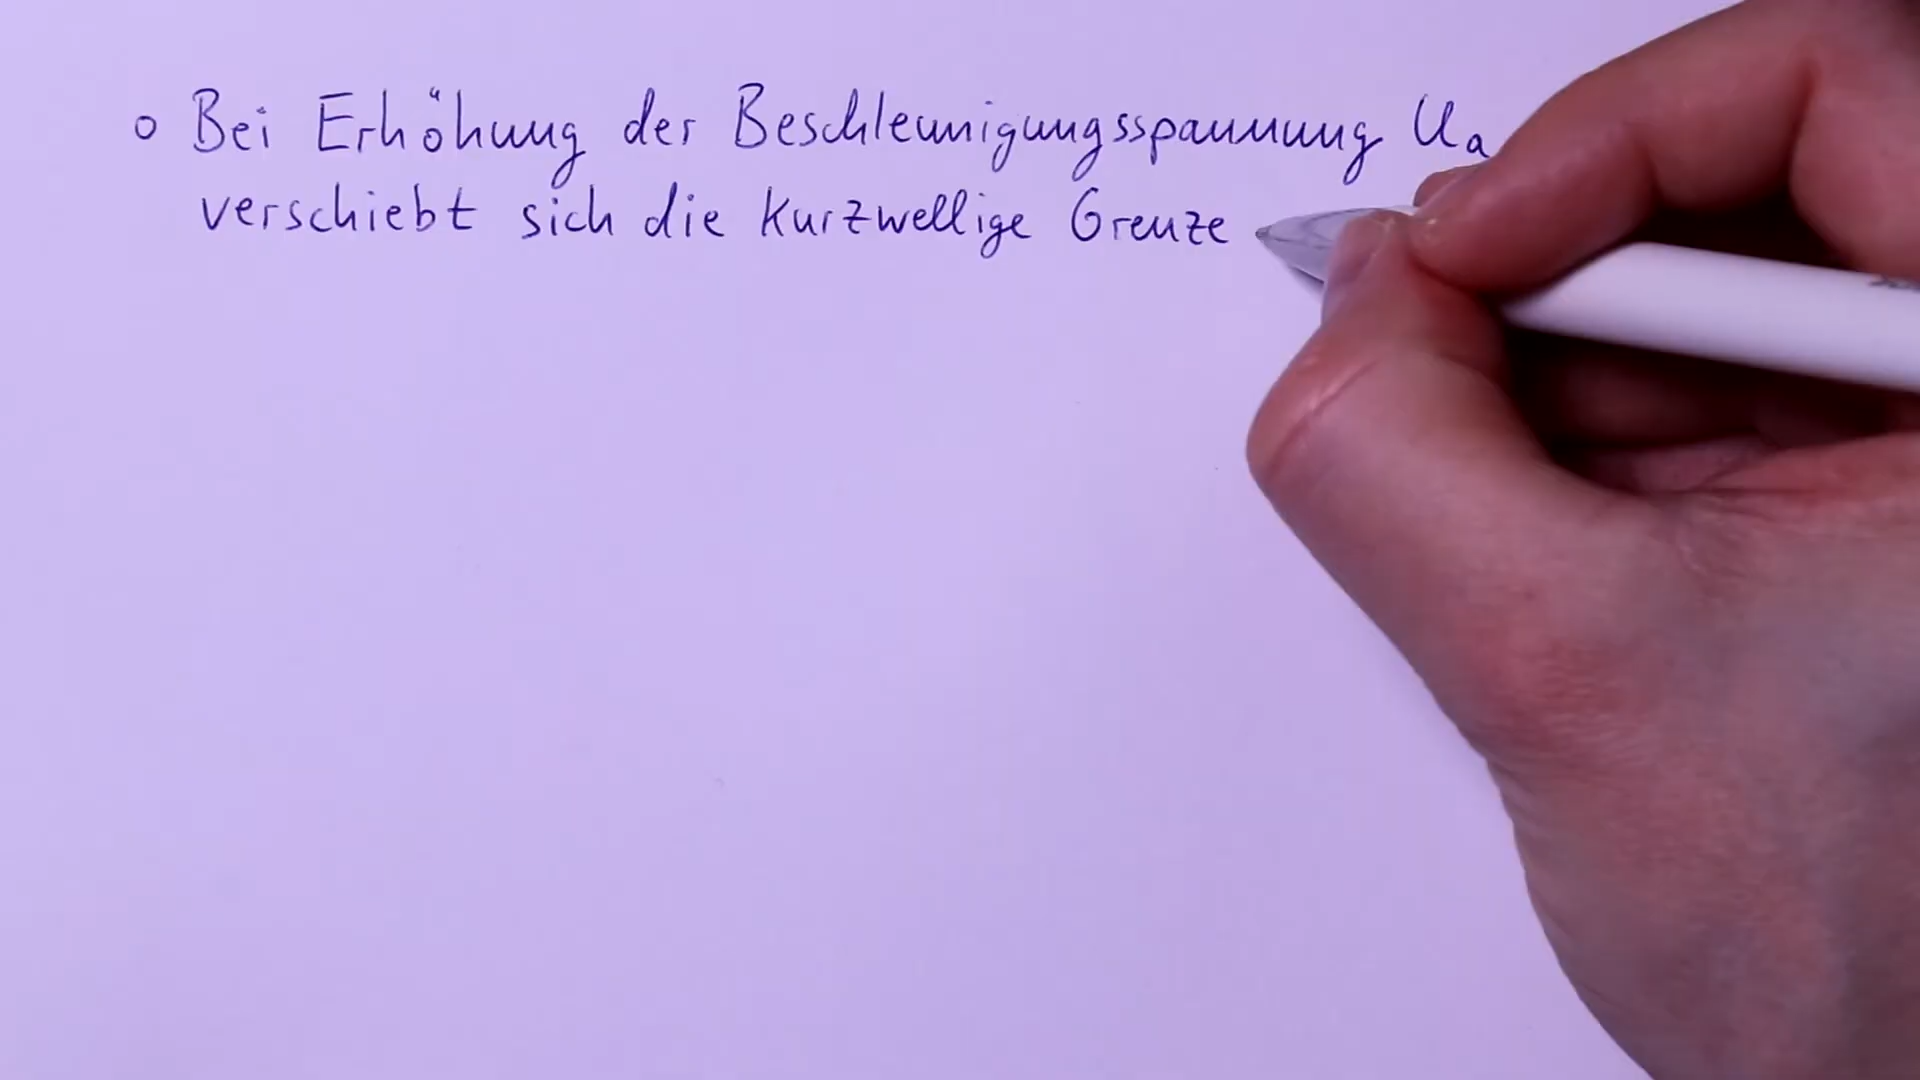 o Bei Erhöhung der Beschleunigungsspannung Ua
verschiebt sich die kurzwellige Grenze